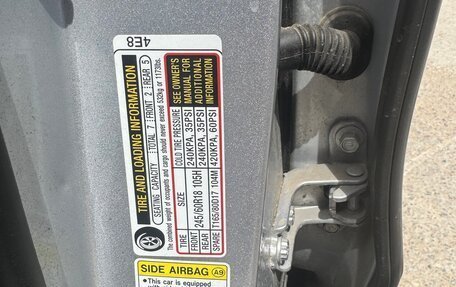 4E8
TIRE AND LOADING INFORMATION
SEATING CAPACITY | TOTAL 7 | FRONT 2 | REAR 5
The combined weight of occupants and cargo should never exceed 532kg or 1173lbs.
TIRE SIZE COLD TIRE PRESSURE
FRONT 245/60R18 105H 240KPA, 35PSI
REAR 240KPA, 35PSI
SPARE T165/80D17 104M 420KPA, 60PSI
SEE OWNER'S
MANUAL FOR
ADDITIONAL
INFORMATION
SIDE AIRBAG A9
• This car is equipped